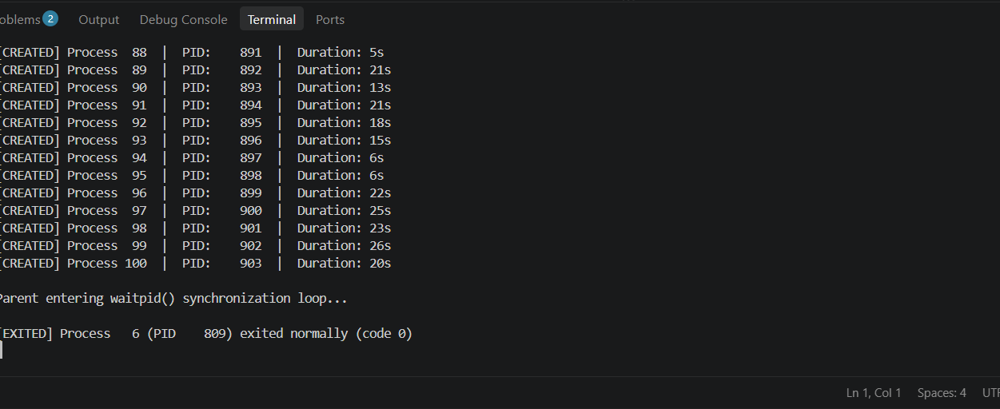 oblems 2 Output Debug Console Terminal Ports
[CREATED] Process  88  |  PID:    891  |  Duration: 5s
[CREATED] Process  89  |  PID:    892  |  Duration: 21s
[CREATED] Process  90  |  PID:    893  |  Duration: 13s
[CREATED] Process  91  |  PID:    894  |  Duration: 21s
[CREATED] Process  92  |  PID:    895  |  Duration: 18s
[CREATED] Process  93  |  PID:    896  |  Duration: 15s
[CREATED] Process  94  |  PID:    897  |  Duration: 6s
[CREATED] Process  95  |  PID:    898  |  Duration: 6s
[CREATED] Process  96  |  PID:    899  |  Duration: 22s
[CREATED] Process  97  |  PID:    900  |  Duration: 25s
[CREATED] Process  98  |  PID:    901  |  Duration: 23s
[CREATED] Process  99  |  PID:    902  |  Duration: 26s
[CREATED] Process 100  |  PID:    903  |  Duration: 20s
Parent entering waitpid() synchronization loop...
[EXITED] Process   6 (PID    809) exited normally (code 0)
Ln 1, Col 1 Spaces: 4 UTF